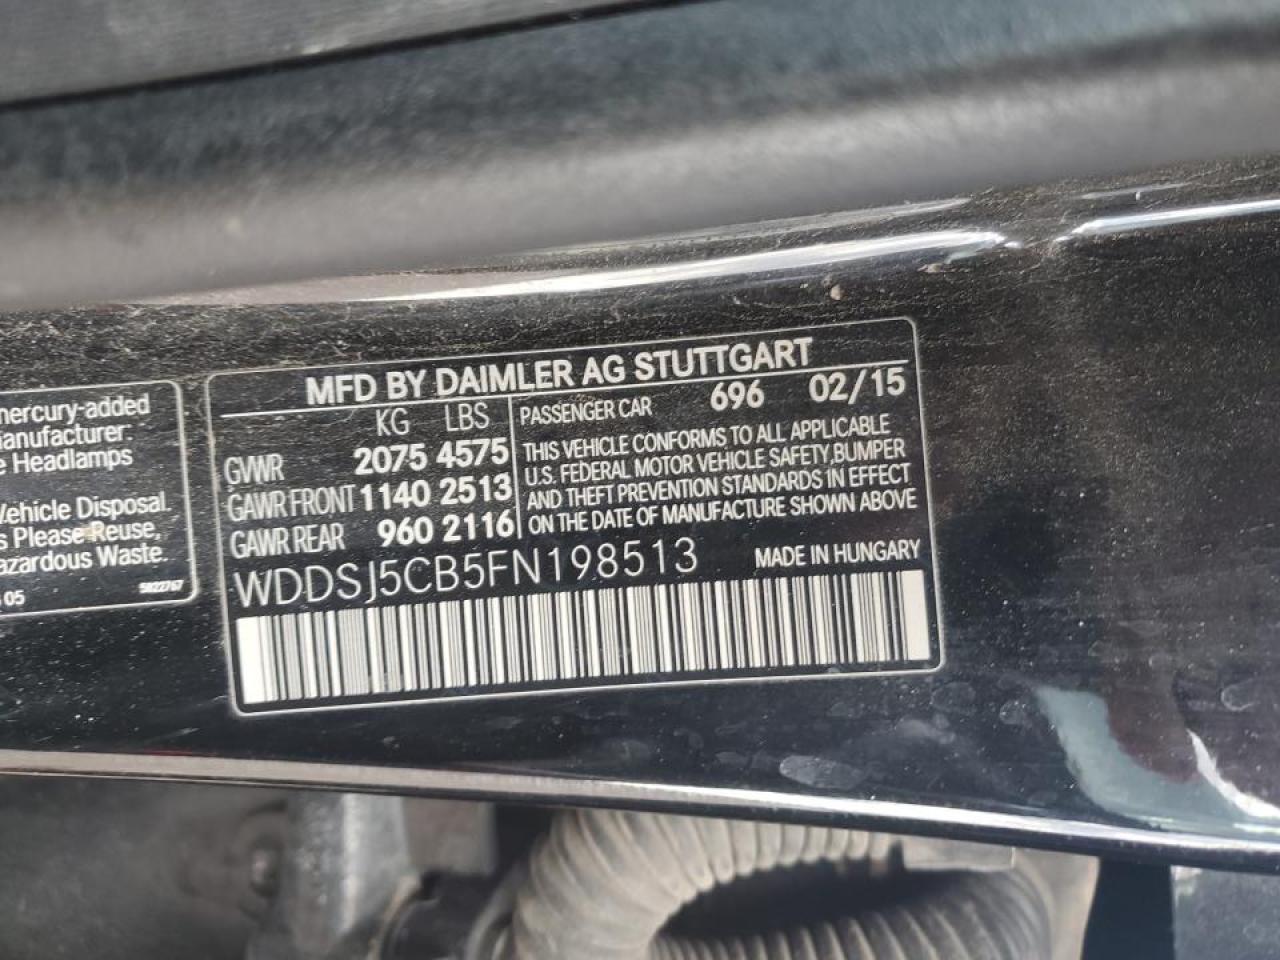 mercury-added
manufacturer.
e Headlamps
Vehicle Disposal.
s Please Reuse,
azardous Waste.
05
5822767
MFD BY DAIMLER AG STUTTGART
KG LBS
GVWR 2075 4575
GAWR FRONT 1140 2513
GAWR REAR 960 2116
PASSENGER CAR 696 02/15
THIS VEHICLE CONFORMS TO ALL APPLICABLE
U.S. FEDERAL MOTOR VEHICLE SAFETY, BUMPER
AND THEFT PREVENTION STANDARDS IN EFFECT
ON THE DATE OF MANUFACTURE SHOWN ABOVE
WDDSJ5CB5FN198513 MADE IN HUNGARY